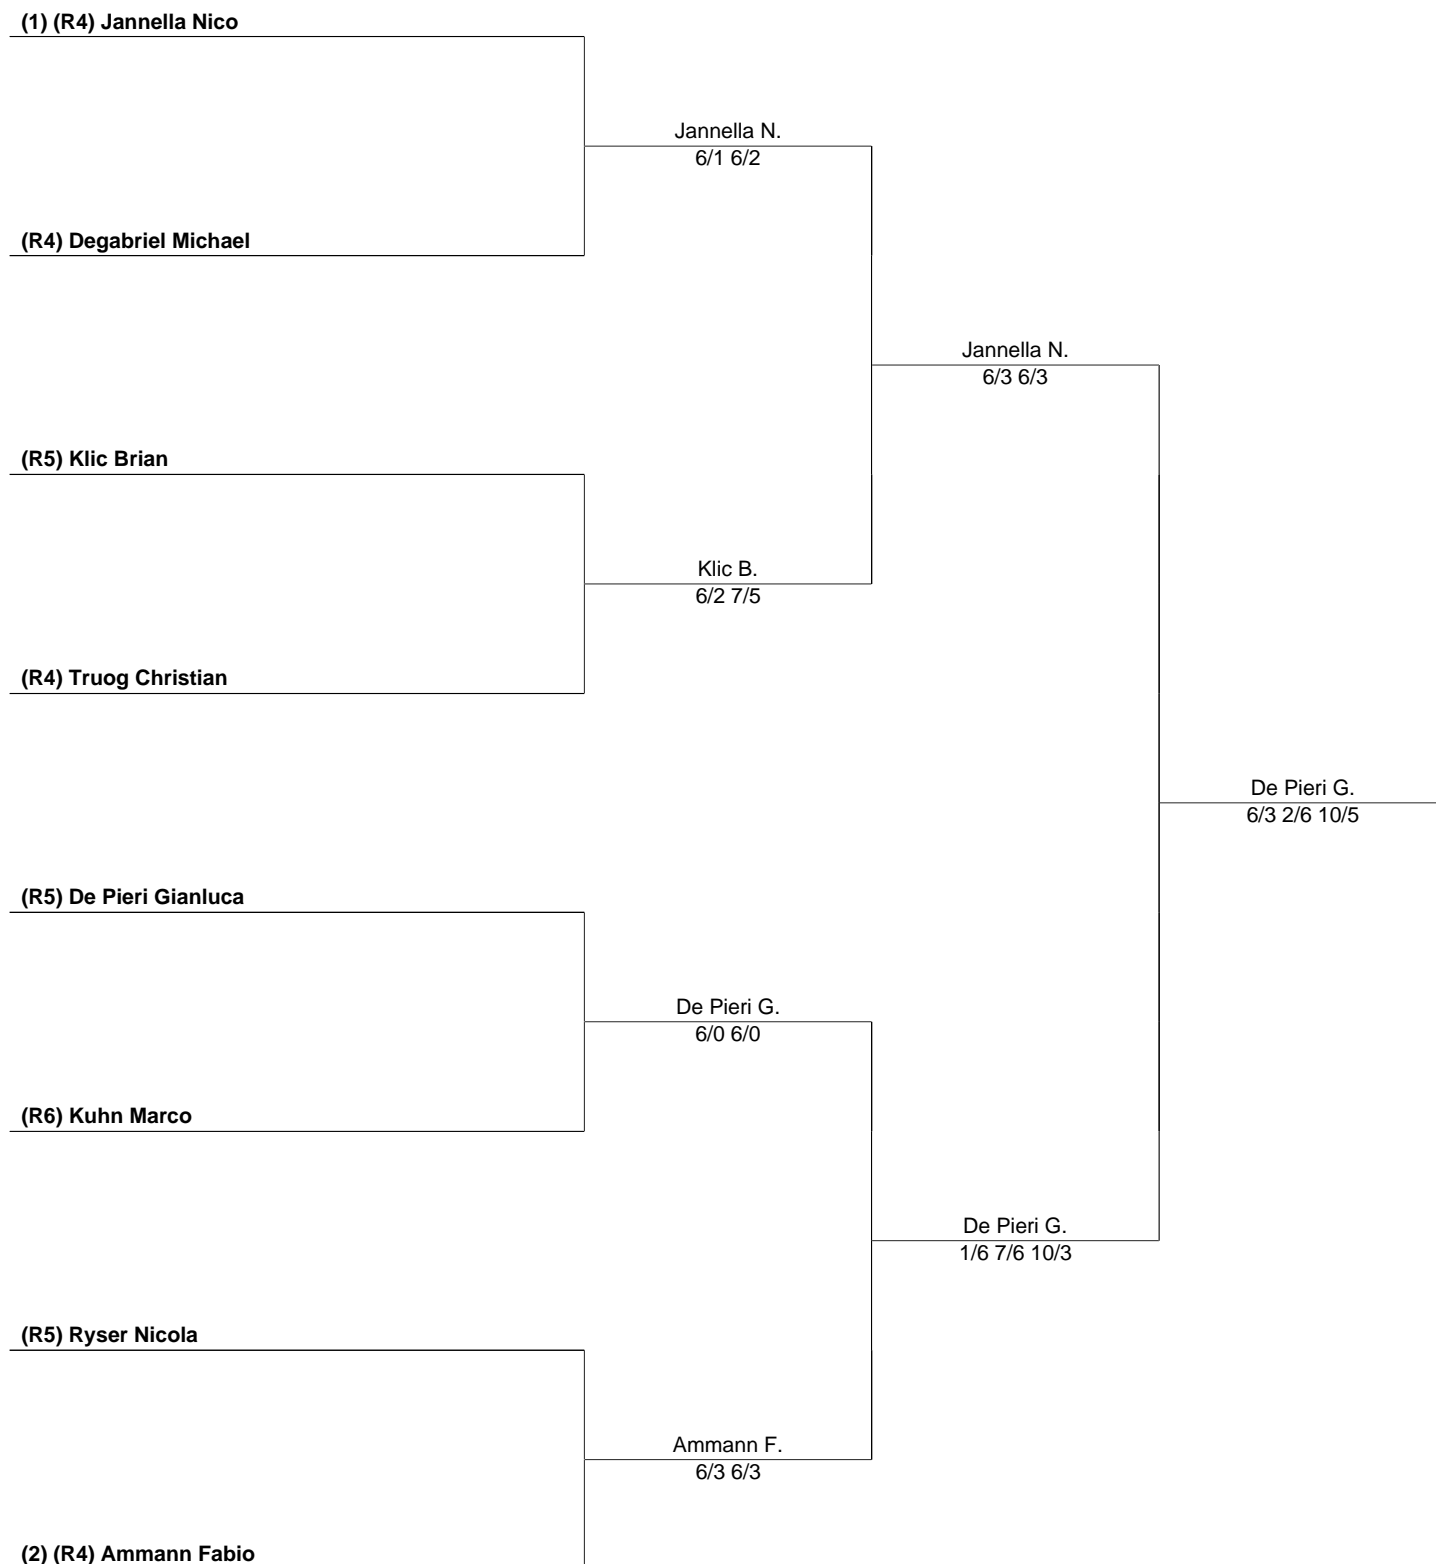 (1) (R4) Jannella Nico
Jannella N.
6/1 6/2
(R4) Degabriel Michael
Jannella N.
6/3 6/3
(R5) Klic Brian
Klic B.
6/2 7/5
(R4) Truog Christian
De Pieri G.
6/3 2/6 10/5
(R5) De Pieri Gianluca
De Pieri G.
6/0 6/0
(R6) Kuhn Marco
De Pieri G.
1/6 7/6 10/3
(R5) Ryser Nicola
Ammann F.
6/3 6/3
(2) (R4) Ammann Fabio